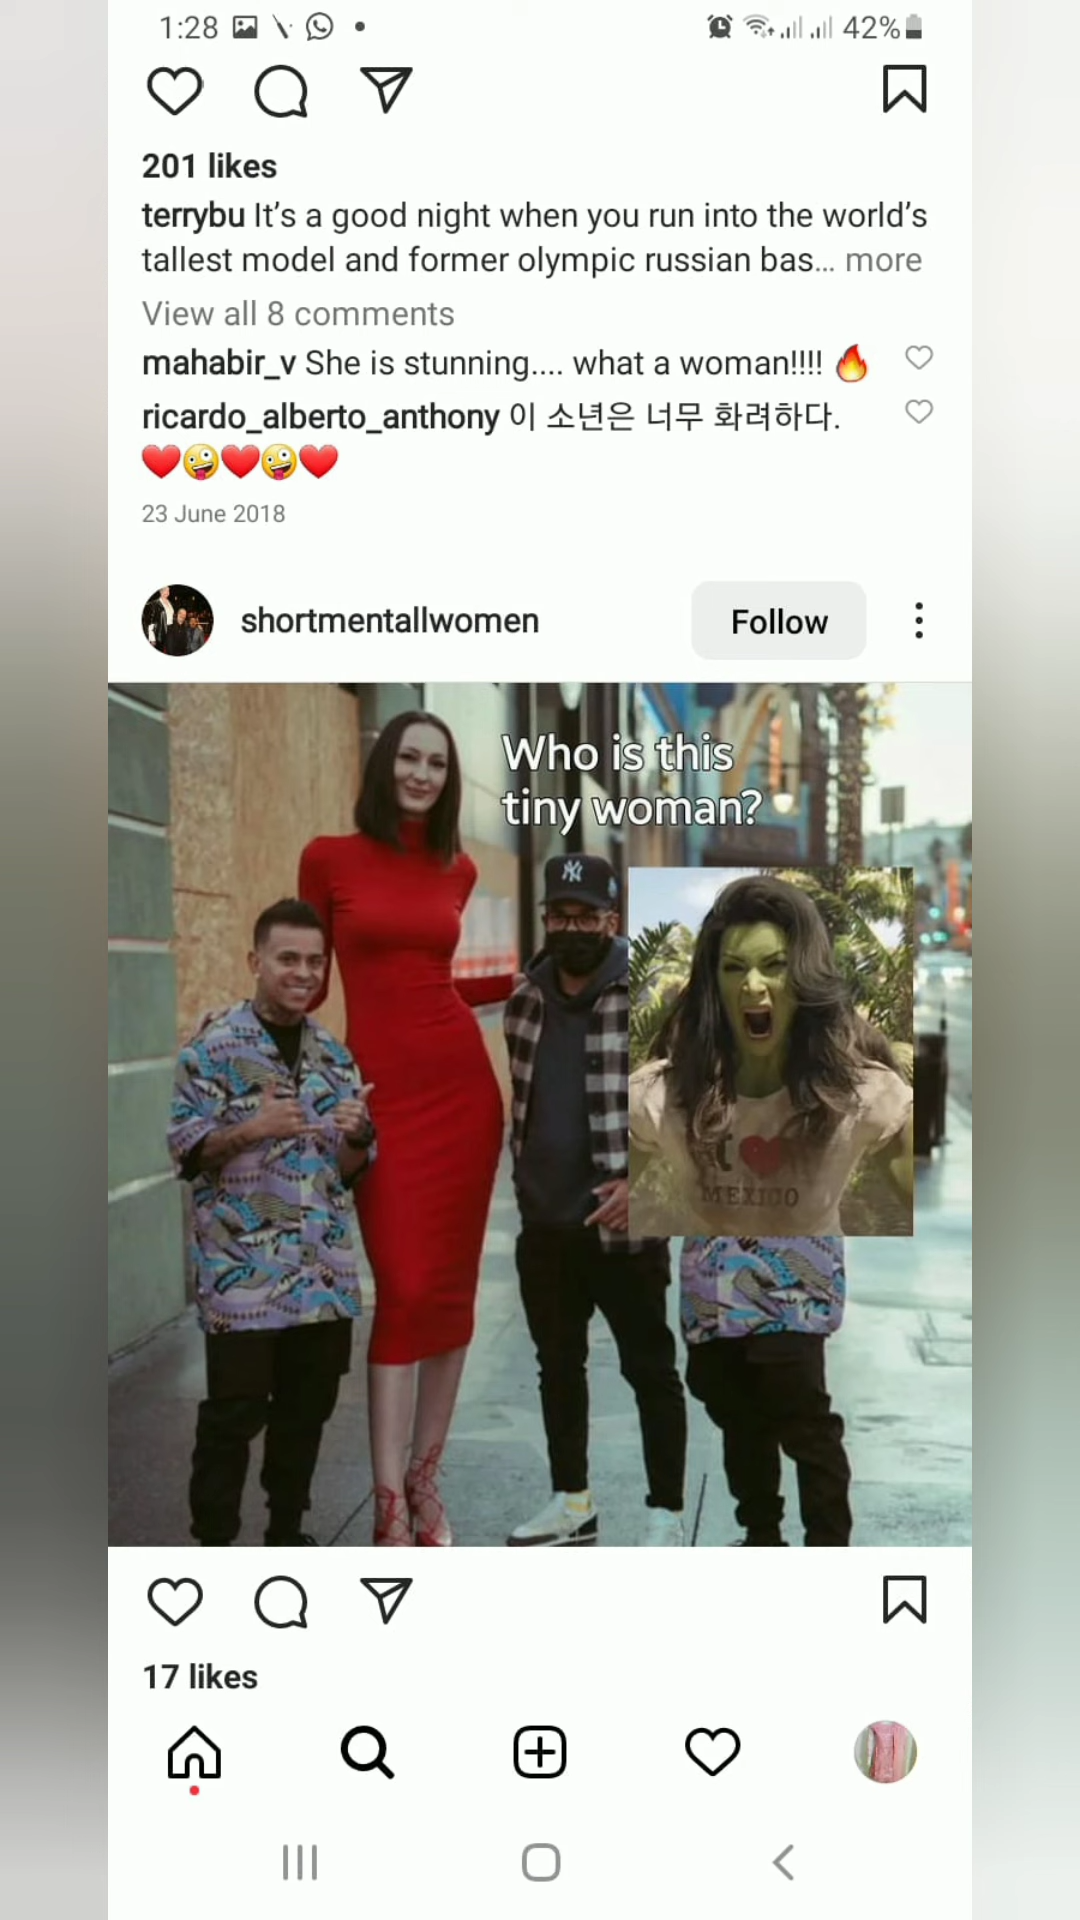 1:28
42%
201 likes
terrybu It’s a good night when you run into the world’s
tallest model and former olympic russian bas... more
View all 8 comments
mahabir_v She is stunning.... what a woman!!!! 🔥
ricardo_alberto_anthony 이 소년은 너무 화려하다.
❤️🤪❤️🤪❤️
23 June 2018
shortmentallwomen
Follow
Who is this
tiny woman?
NY
I ❤
MEXICO
17 likes